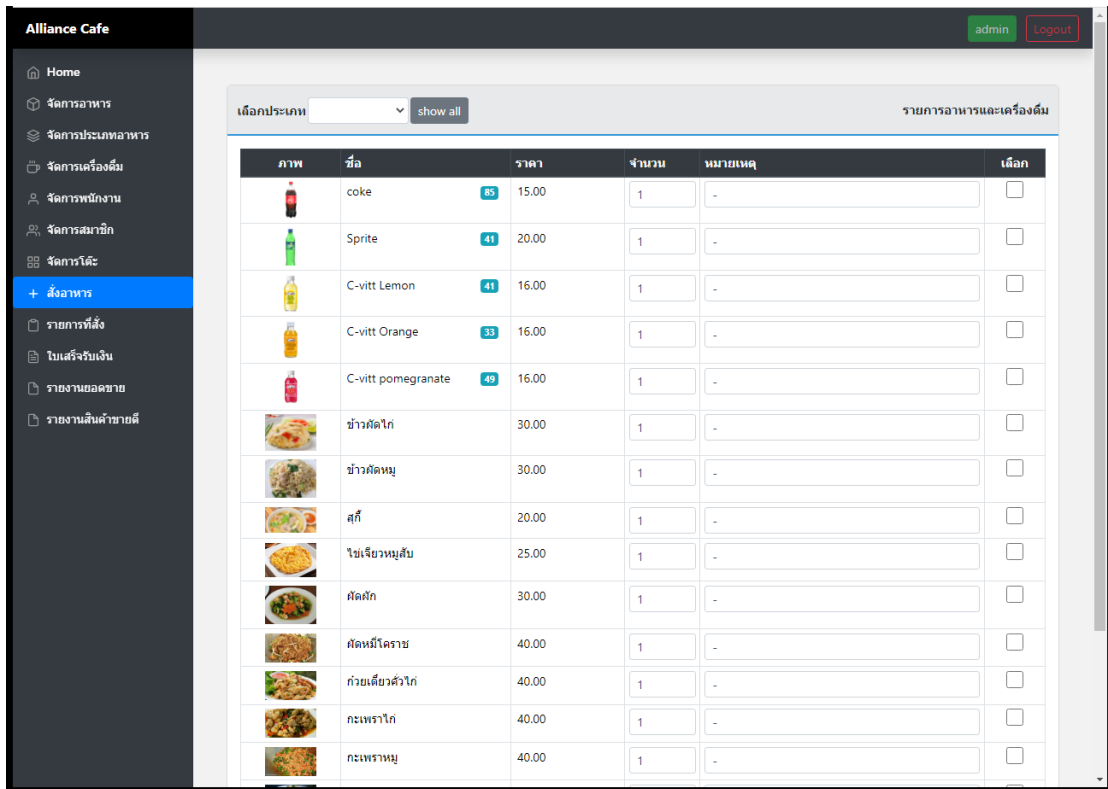 Alliance Cafe
admin Logout
Home
จัดการอาหาร
จัดการประเภทอาหาร
จัดการเครื่องดื่ม
จัดการพนักงาน
จัดการสมาชิก
จัดการโต๊ะ
สั่งอาหาร
รายการที่สั่ง
ใบเสร็จรับเงิน
รายงานยอดขาย
รายงานสินค้าขายดี
เลือกประเภท show all รายการอาหารและเครื่องดื่ม
ภาพ ชื่อ ราคา จำนวน หมายเหตุ เลือก
coke 85 15.00 1 -
Sprite 41 20.00 1 -
C-vitt Lemon 41 16.00 1 -
C-vitt Orange 33 16.00 1 -
C-vitt pomegranate 49 16.00 1 -
ข้าวผัดไก่ 30.00 1 -
ข้าวผัดหมู 30.00 1 -
สุกี้ 20.00 1 -
ไข่เจียวหมูสับ 25.00 1 -
ผัดผัก 30.00 1 -
ผัดหมี่โคราช 40.00 1 -
ก๋วยเตี๋ยวคั่วไก่ 40.00 1 -
กะเพราไก่ 40.00 1 -
กะเพราหมู 40.00 1 -